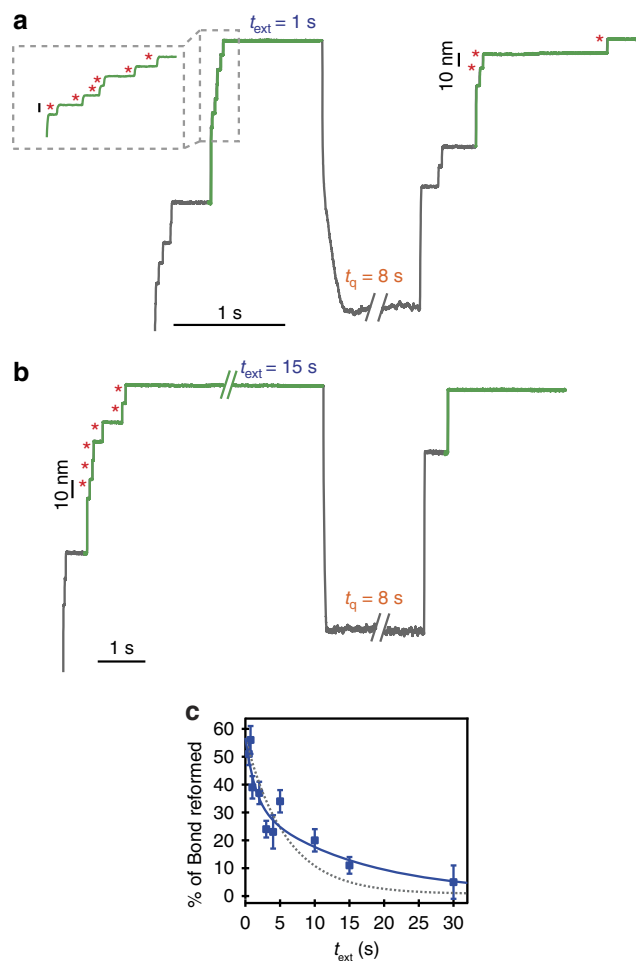 a
t_ext = 1 s
* * * * * *
*
*
*
10 nm
t_q = 8 s
1 s
b
t_ext = 15 s
*
*
*
*
*
*
10 nm
t_q = 8 s
1 s
c
% of Bond reformed
60
50
40
30
20
10
0
0 5 10 15 20 25 30
t_ext (s)